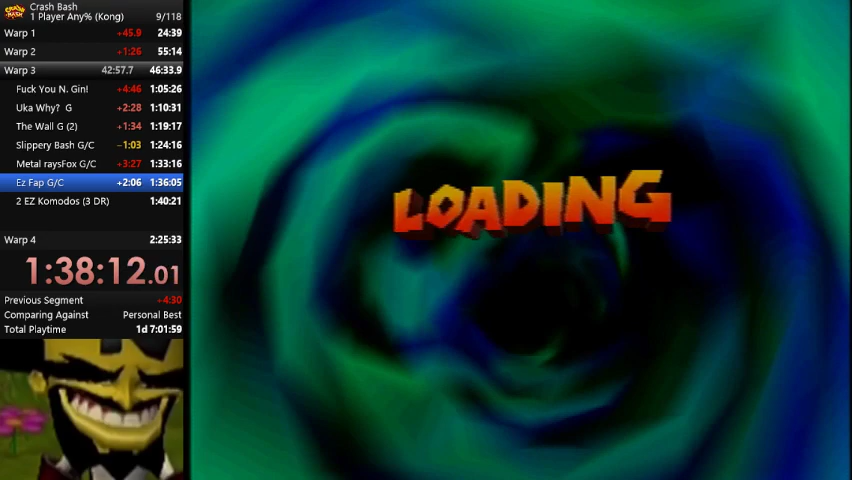 Crash Bash
1 Player Any% (Kong) 9/118
Warp 1 +45.9 24:39
Warp 2 +1:26 55:14
Warp 3 42:57.7 46:33.9
Fuck You N. Gin! +4:46 1:05:26
Uka Why? G +2:28 1:10:31
The Wall G (2) +1:34 1:19:17
Slippery Bash G/C −1:03 1:24:16
Metal raysFox G/C +3:27 1:33:16
Ez Fap G/C +2:06 1:36:05
2 EZ Komodos (3 DR) 1:40:21
Warp 4 2:25:33
1:38:12.01
Previous Segment +4:30
Comparing Against Personal Best
Total Playtime 1d 7:01:59
LOADING